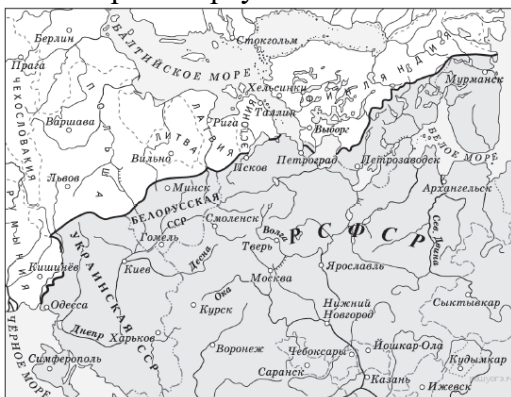 Берлин
БАЛТИЙСКОЕ МОРЕ
Стокгольм
ФИНЛЯНДИЯ
Прага
Хельсинки
Мурманск
ЧЕХОСЛОВАКИЯ
ПОЛЬША
ЛАТВИЯ
ЭСТОНИЯ
Таллин
Варшава
Рига
Выборг
БЕЛОЕ МОРЕ
ЛИТВА
Вильно
Псков
Петроград
Петрозаводск
Львов
Минск
Архангельск
БЕЛОРУССКАЯ
ССР
Смоленск
РСФСР
РУМЫНИЯ
Гомель
Волга
Тверь
Сев. Двина
УКРАИНСКАЯ ССР
Кишинёв
Киев
Десна
Москва
Ярославль
Одесса
Ока
Курск
Нижний
Новгород
Сыктывкар
ЧЁРНОЕ МОРЕ
Днепр
Харьков
Симферополь
Воронеж
Чебоксары
Йошкар-Ола
Кудымкар
Саранск
Казань
Ижевск